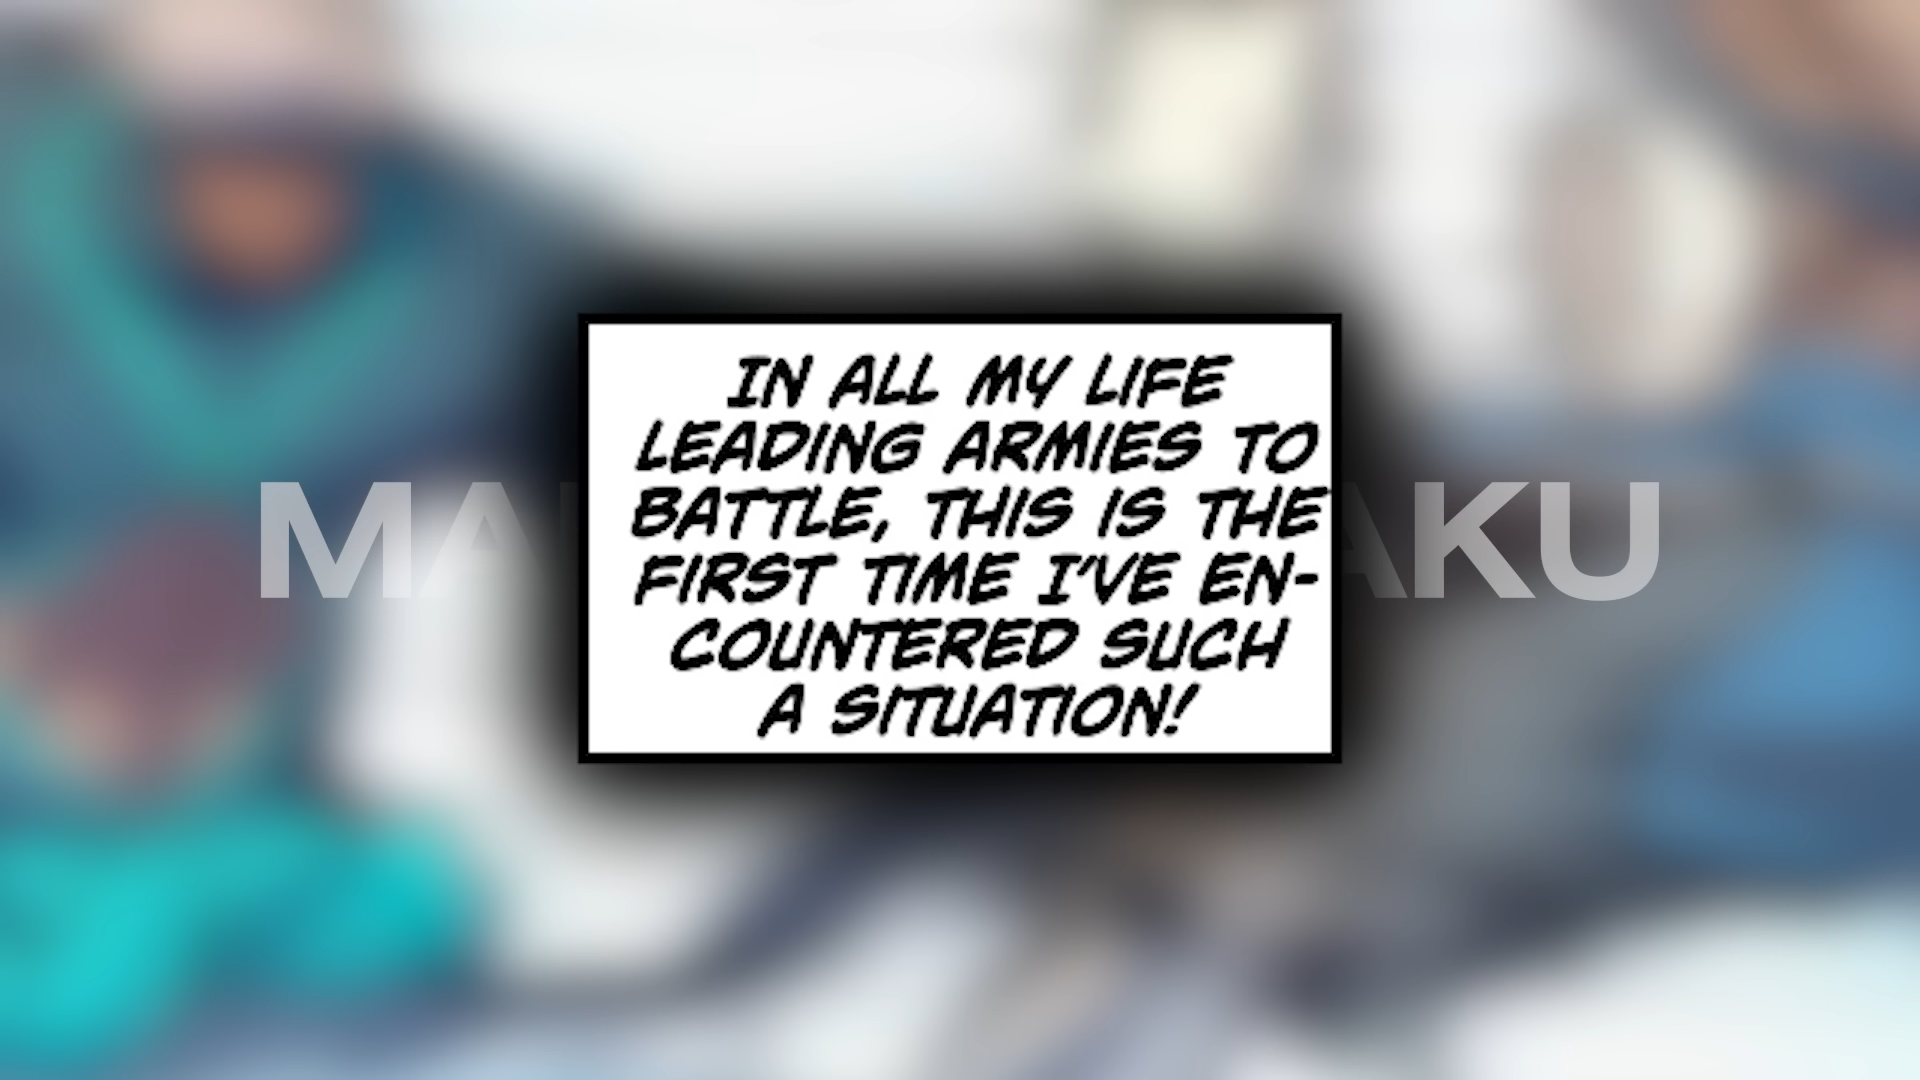 IN ALL MY LIFE
LEADING ARMIES TO
BATTLE, THIS IS THE
FIRST TIME I'VE EN-
COUNTERED SUCH
A SITUATION!